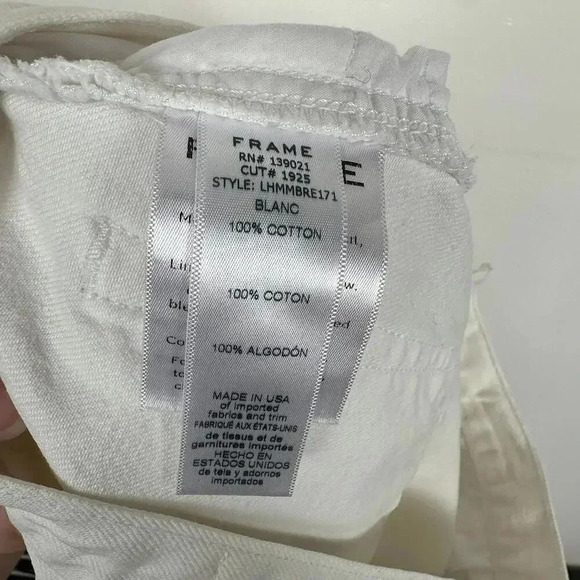 FRAME
RN# 139021
CUT# 1925
STYLE: LHMMBRE171
BLANC
100% COTTON
100% COTON
100% ALGODÓN
MADE IN USA
of imported
fabrics and trim
FABRIQUÉ AUX ÉTATS-UNIS
de tissus et de
garnitures importés
HECHO EN
ESTADOS UNIDOS
de tela y adornos
importados